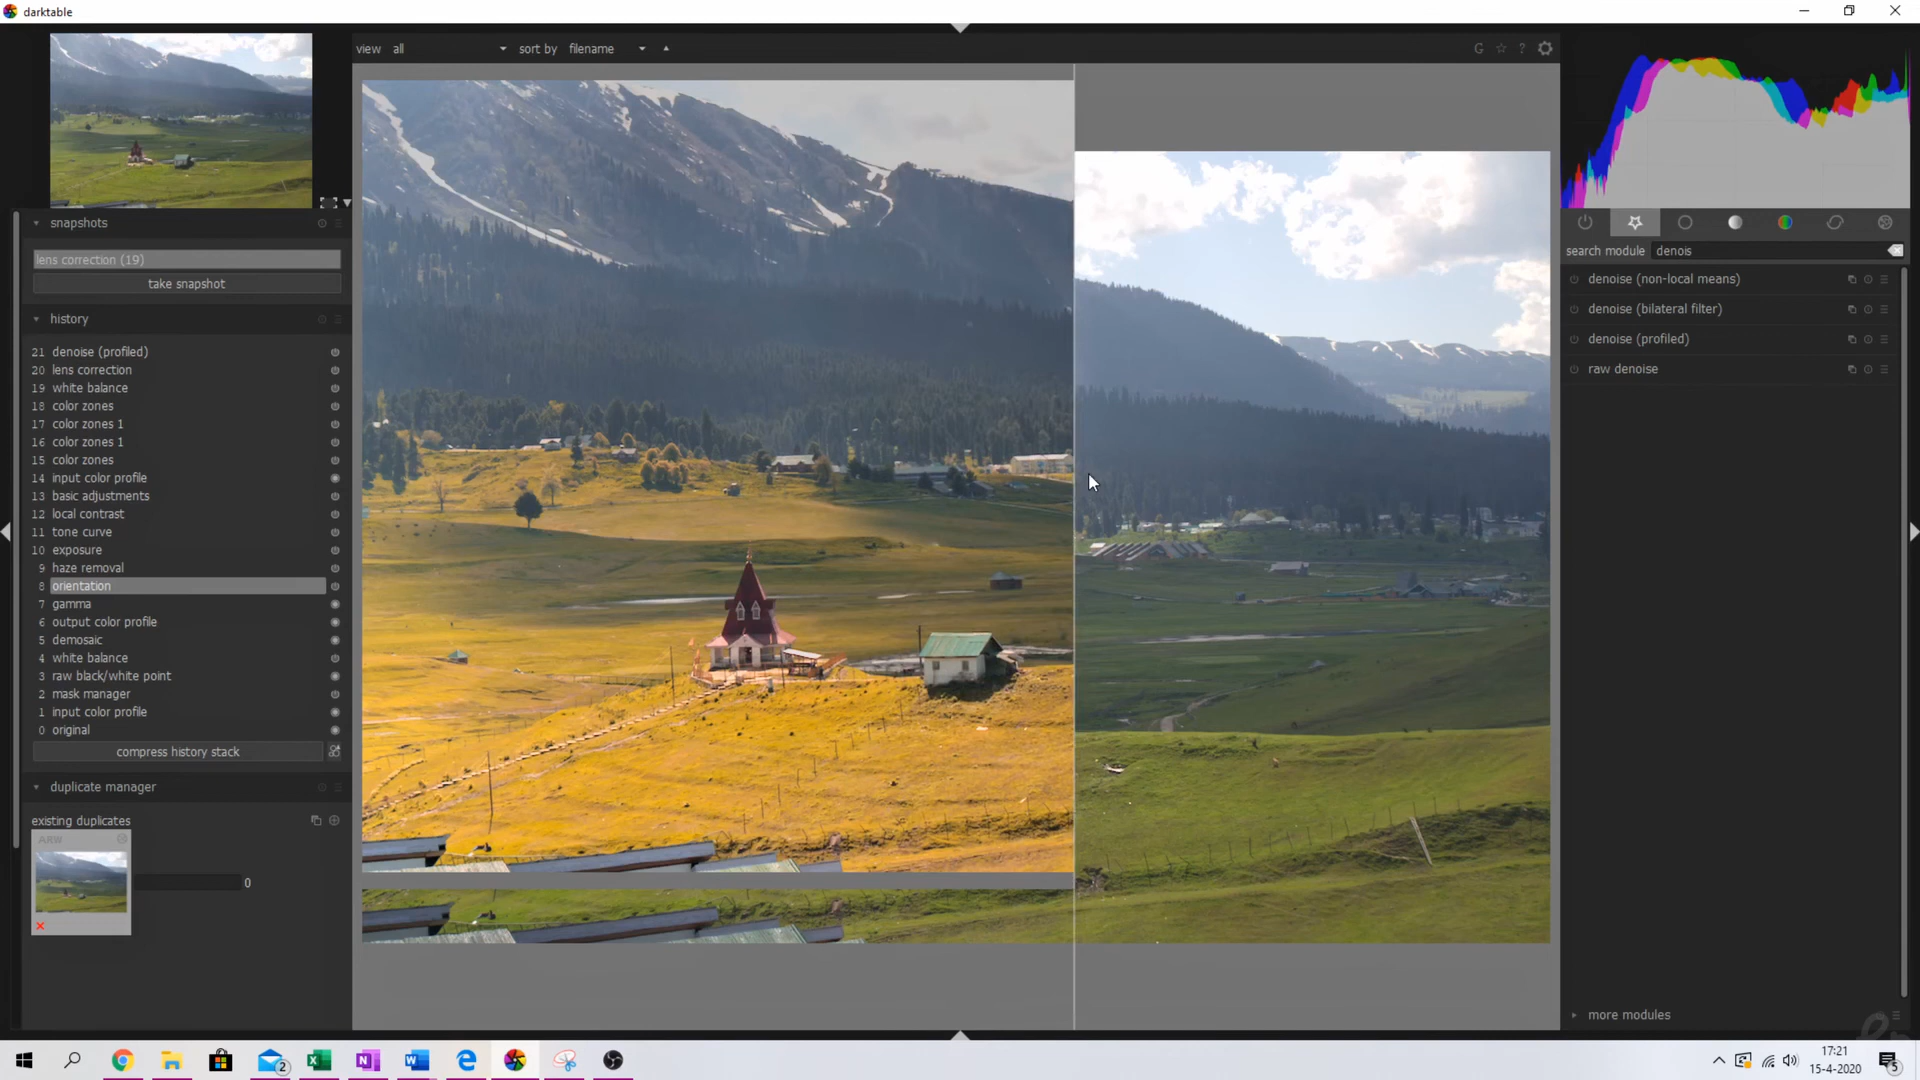 darktable
view all sort by filename
G ☆ ?
snapshots
lens correction (19)
take snapshot
history
21 denoise (profiled)
20 lens correction
19 white balance
18 color zones
17 color zones 1
16 color zones 1
15 color zones
14 input color profile
13 basic adjustments
12 local contrast
11 tone curve
10 exposure
9 haze removal
8 orientation
7 gamma
6 output color profile
5 demosaic
4 white balance
3 raw black/white point
2 mask manager
1 input color profile
0 original
compress history stack
duplicate manager
existing duplicates
ARW
0
search module denois
denoise (non-local means)
denoise (bilateral filter)
denoise (profiled)
raw denoise
more modules
2
17:21
15-4-2020
5